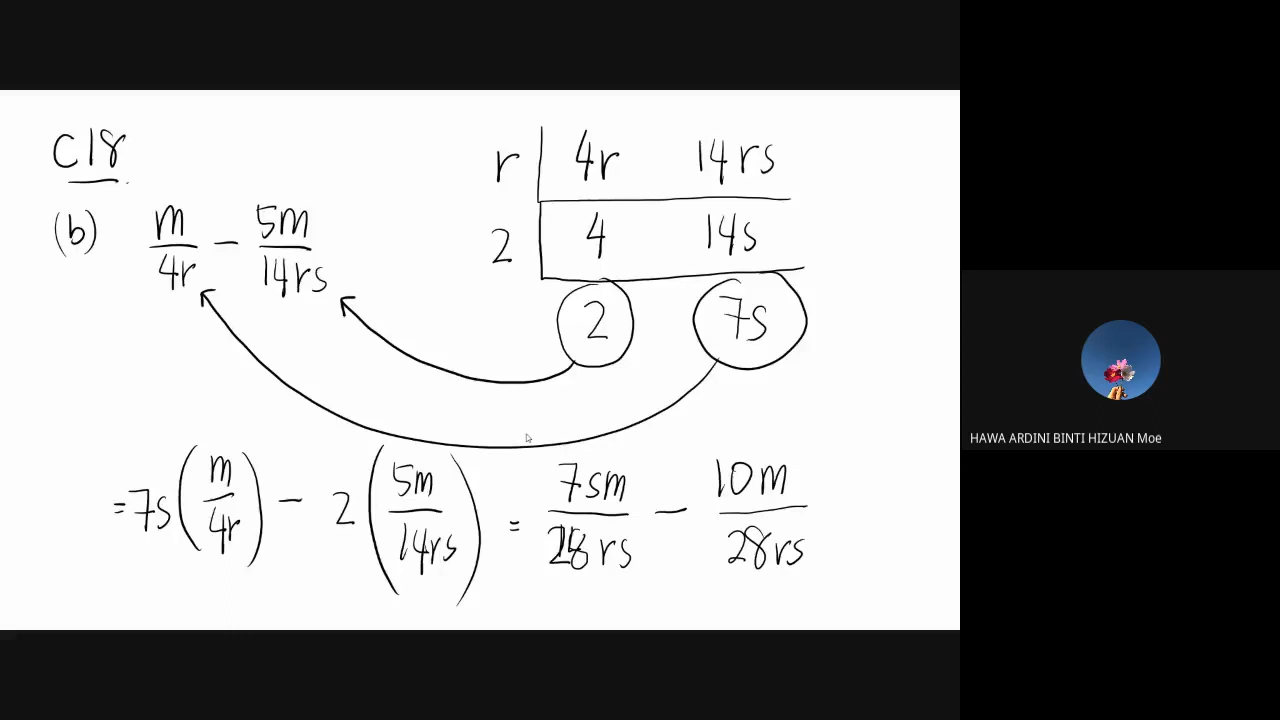 C18
(b) m/4r − 5m/14rs
r | 4r 14rs
2 | 4 14s
2 7s
= 7s(m/4r) − 2(5m/14rs) = 7sm/28rs − 10m/28rs
HAWA ARDINI BINTI HIZUAN Moe